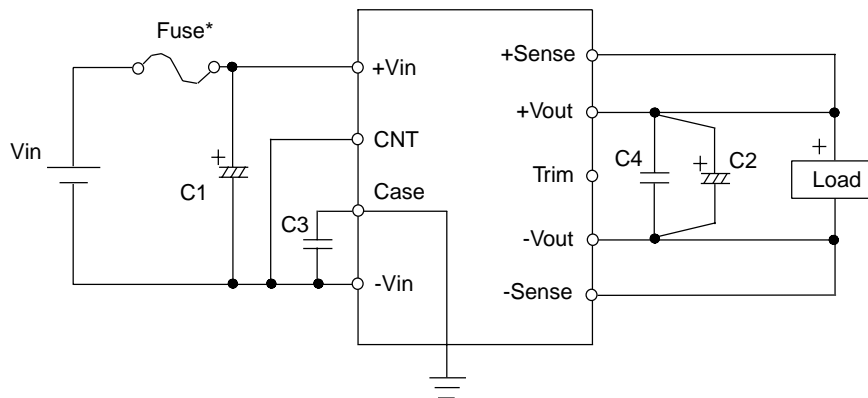 Fuse*
+Vin
+Sense
+Vout
CNT
Vin
+
C1
Case
C3
-Vin
Trim
C4
+
C2
+
Load
-Vout
-Sense